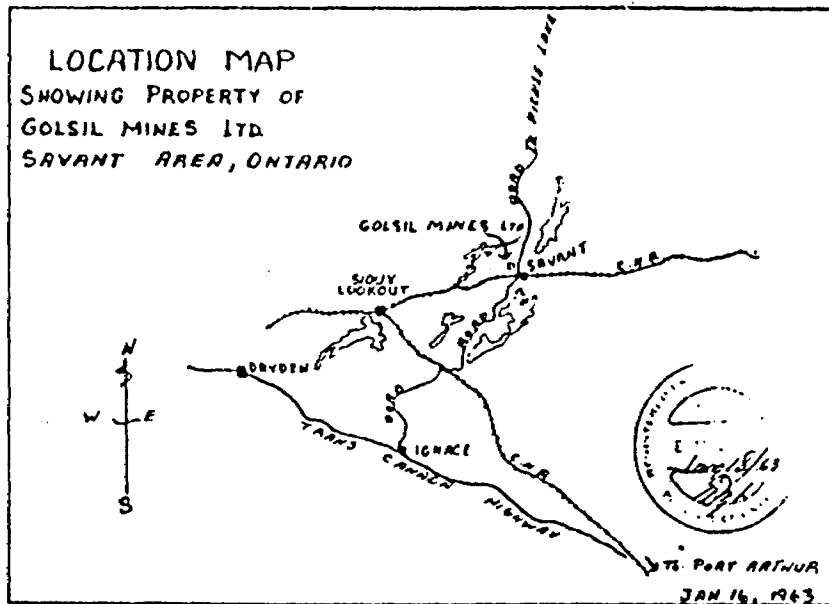 LOCATION MAP
SHOWING PROPERTY OF
GOLSIL MINES LTD
SAVANT AREA, ONTARIO
ROAD TO PICKLE LAKE
GOLSIL MINES LTD
SAVANT
C.N.R.
SIOUX
LOOKOUT
ROAD
DRYDEN
N
W E
S
ROAD
IGNACE
TRANS CANADA HIGHWAY
C.N.R.
TO PORT ARTHUR
JAN 16, 1963